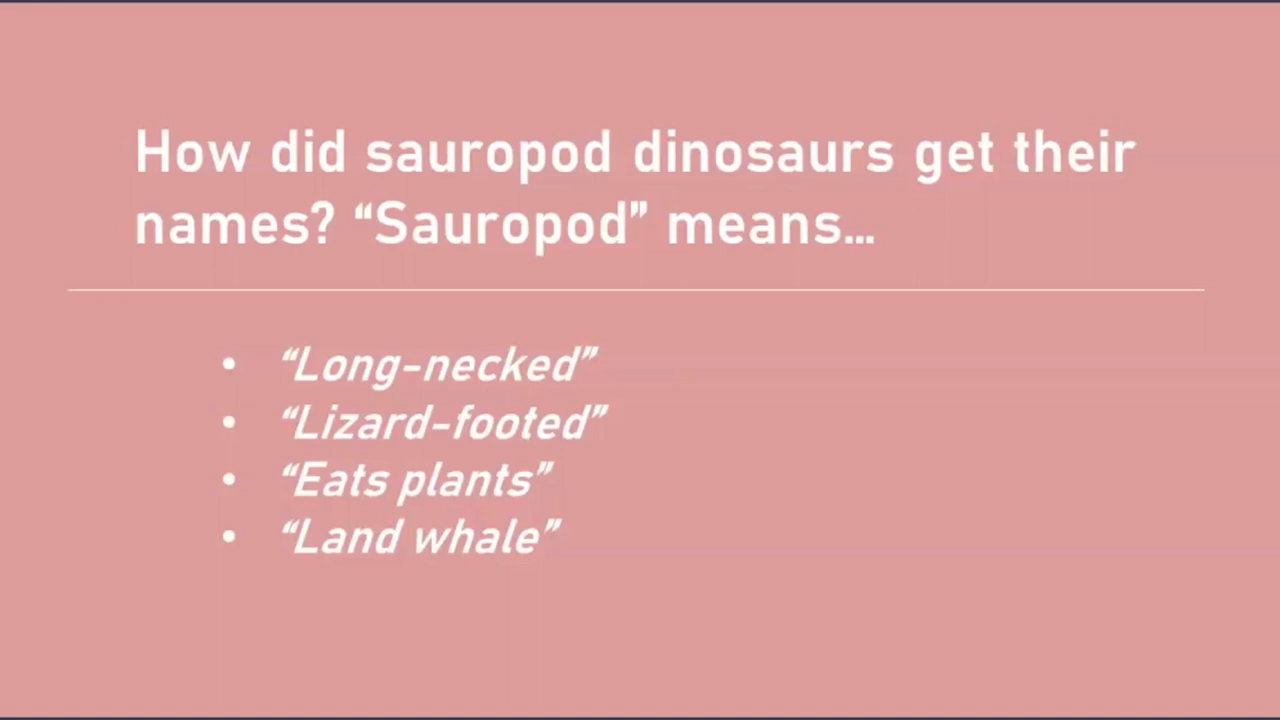 How did sauropod dinosaurs get their
names? “Sauropod” means...
• “Long-necked”
• “Lizard-footed”
• “Eats plants”
• “Land whale”